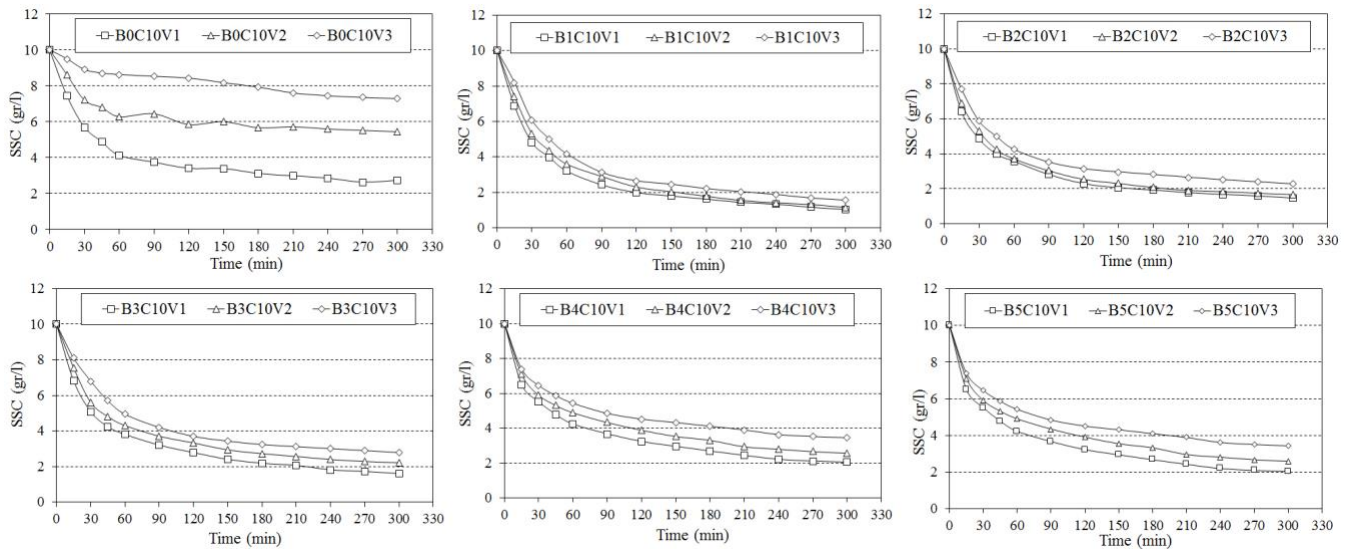 12
10
8
6
4
2
0
SSC (gr/l)
B0C10V1 B0C10V2 B0C10V3
0 30 60 90 120 150 180 210 240 270 300 330
Time (min)
12
10
8
6
4
2
0
SSC (gr/l)
B1C10V1 B1C10V2 B1C10V3
0 30 60 90 120 150 180 210 240 270 300 330
Time (min)
12
10
8
6
4
2
0
SSC (gr/l)
B2C10V1 B2C10V2 B2C10V3
0 30 60 90 120 150 180 210 240 270 300 330
Time (min)
12
10
8
6
4
2
0
SSC (gr/l)
B3C10V1 B3C10V2 B3C10V3
0 30 60 90 120 150 180 210 240 270 300 330
Time (min)
12
10
8
6
4
2
0
SSC (gr/l)
B4C10V1 B4C10V2 B4C10V3
0 30 60 90 120 150 180 210 240 270 300 330
Time (min)
12
10
8
6
4
2
0
SSC (gr/l)
B5C10V1 B5C10V2 B5C10V3
0 30 60 90 120 150 180 210 240 270 300 330
Time (min)